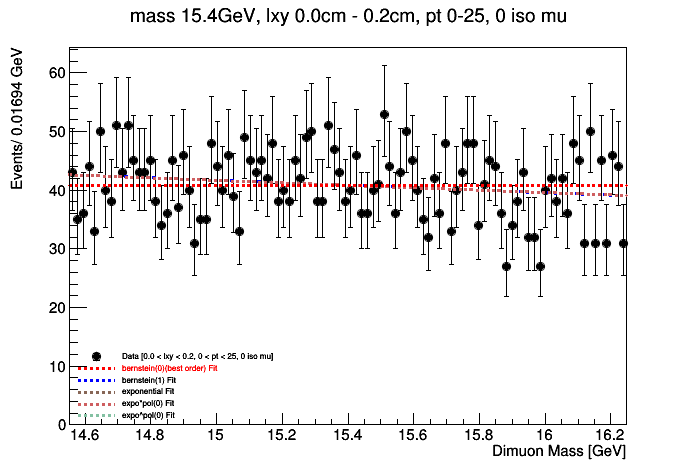 mass 15.4GeV, lxy 0.0cm - 0.2cm, pt 0-25, 0 iso mu
Events/ 0.01694 GeV
60
50
40
30
20
10
0
Data [0.0 < lxy < 0.2, 0 < pt < 25, 0 iso mu]
bernstein(0)(best order) Fit
bernstein(1) Fit
exponential Fit
expo*pol(0) Fit
expo^pol(0) Fit
14.6 14.8 15 15.2 15.4 15.6 15.8 16 16.2
Dimuon Mass [GeV]